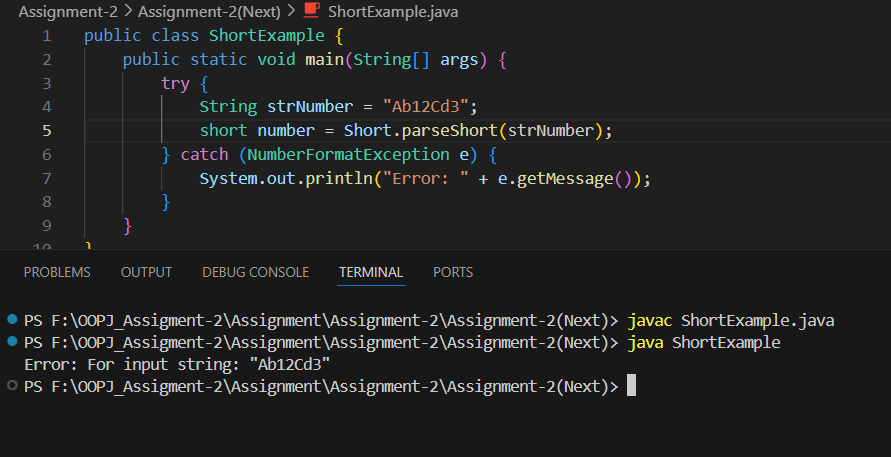 Assignment-2 > Assignment-2(Next) > ShortExample.java
1 public class ShortExample {
2 public static void main(String[] args) {
3 try {
4 String strNumber = "Ab12Cd3";
5 short number = Short.parseShort(strNumber);
6 } catch (NumberFormatException e) {
7 System.out.println("Error: " + e.getMessage());
8 }
9 }
10 }
PROBLEMS OUTPUT DEBUG CONSOLE TERMINAL PORTS
PS F:\OOPJ_Assigment-2\Assignment\Assignment-2\Assignment-2(Next)> javac ShortExample.java
PS F:\OOPJ_Assigment-2\Assignment\Assignment-2\Assignment-2(Next)> java ShortExample
Error: For input string: "Ab12Cd3"
PS F:\OOPJ_Assigment-2\Assignment\Assignment-2\Assignment-2(Next)>